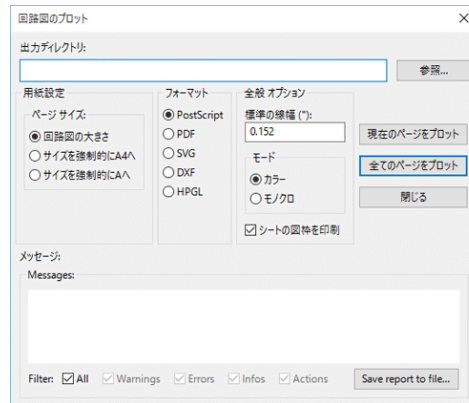 回路図のプロット
出力ディレクトリ:
参照...
用紙設定
ページ サイズ:
回路図の大きさ
サイズを強制的にA4へ
サイズを強制的にAへ
フォーマット
PostScript
PDF
SVG
DXF
HPGL
全般 オプション
標準の線幅 ("):
0.152
モード
カラー
モノクロ
シートの図枠を印刷
現在のページをプロット
全てのページをプロット
閉じる
メッセージ:
Messages:
Filter: All Warnings Errors Infos Actions Save report to file...